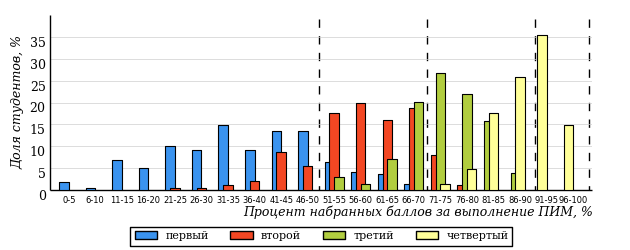 Доля студентов, %
35
30
25
20
15
10
5
0
0-5 6-10 11-15 16-20 21-25 26-30 31-35 36-40 41-45 46-50 51-55 56-60 61-65 66-70 71-75 76-80 81-85 86-90 91-95 96-100
Процент набранных баллов за выполнение ПИМ, %
первый второй третий четвертый